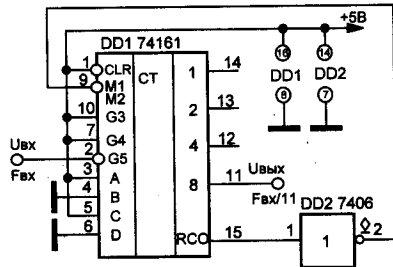 +5В
DD1 74161
1 CLR CT 1 14
9 M1
M2
10 G3 2 13
7 G4 4 12
2 G5
3 A
4 B 8 11
5 C
6 D RCO 15
Uвх
Fвх
Uвых
Fвх/11
16 14
DD1 DD2
8 7
DD2 7406
1 1 2